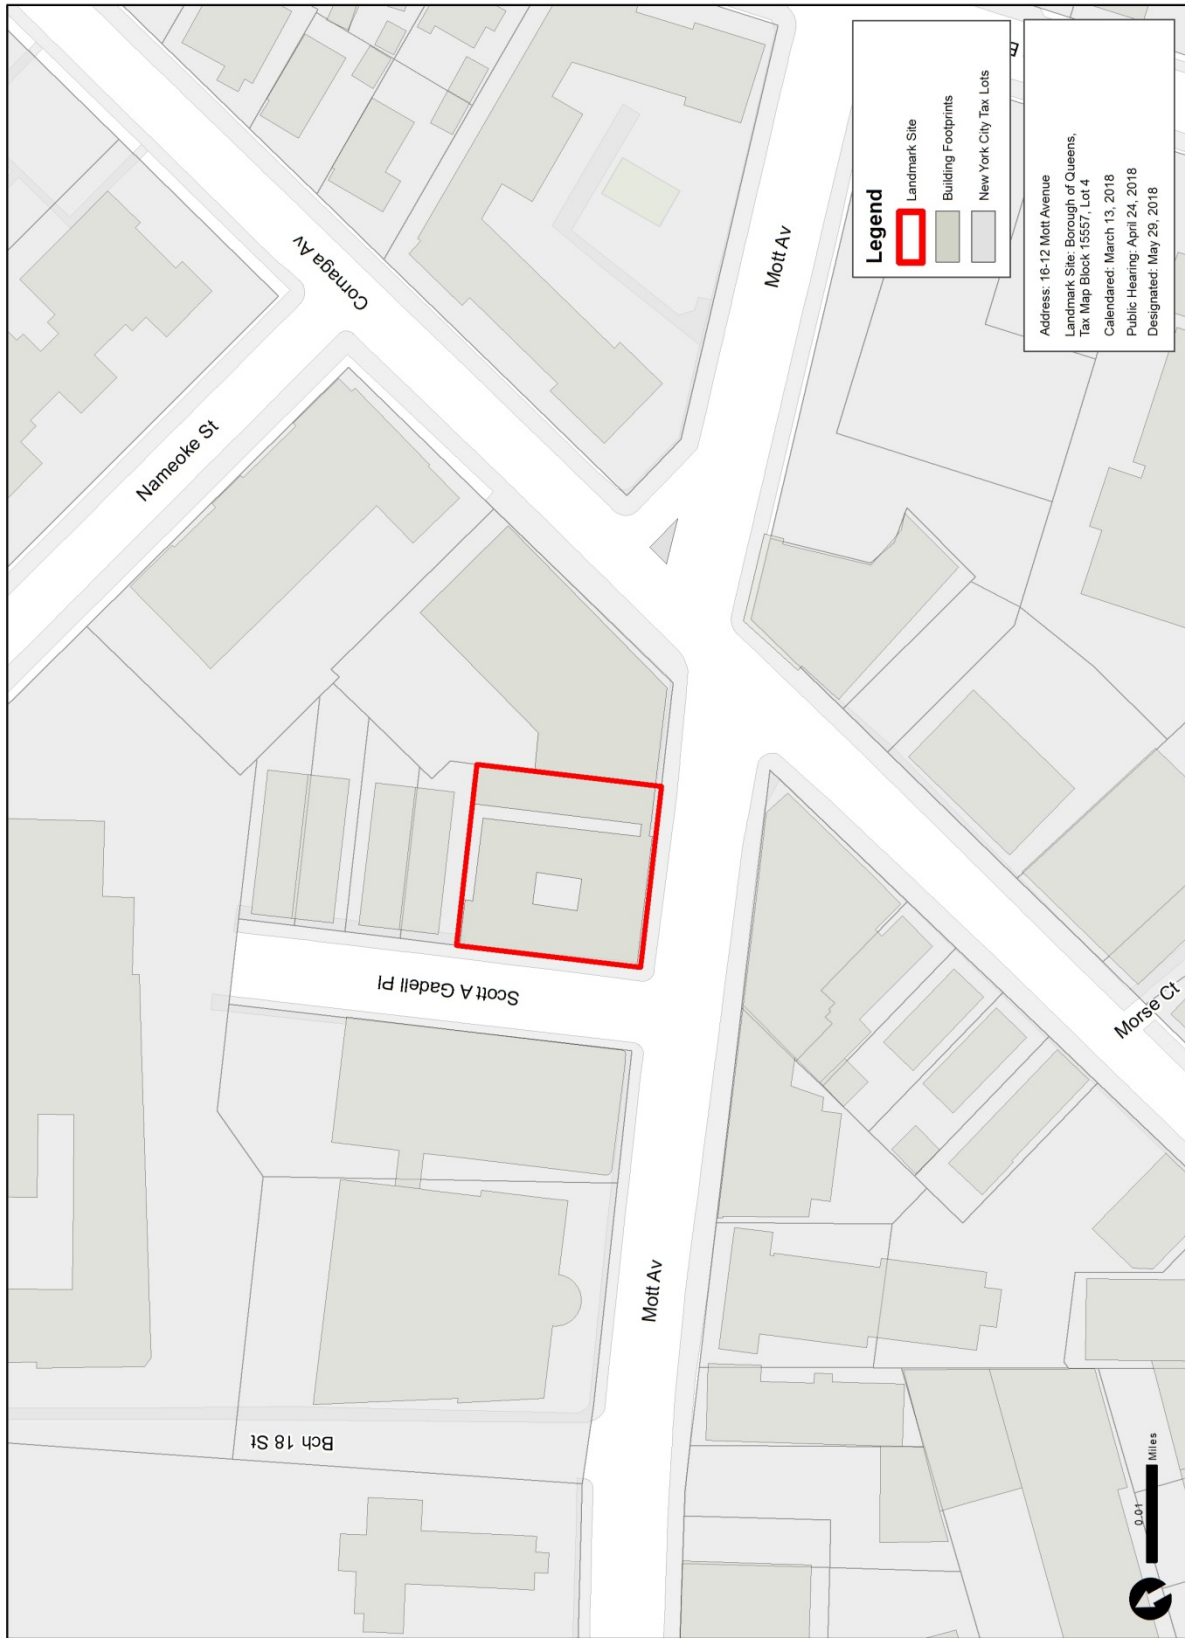 Nameoke St
Cornaga Av
Mott Av
Scott A Gadell Pl
Mott Av
Bch 18 St
Morse Ct
Legend
Landmark Site
Building Footprints
New York City Tax Lots
Address: 16-12 Mott Avenue
Landmark Site: Borough of Queens,
Tax Map Block 15557, Lot 4
Calendared: March 13, 2018
Public Hearing: April 24, 2018
Designated: May 29, 2018
0.01
Miles